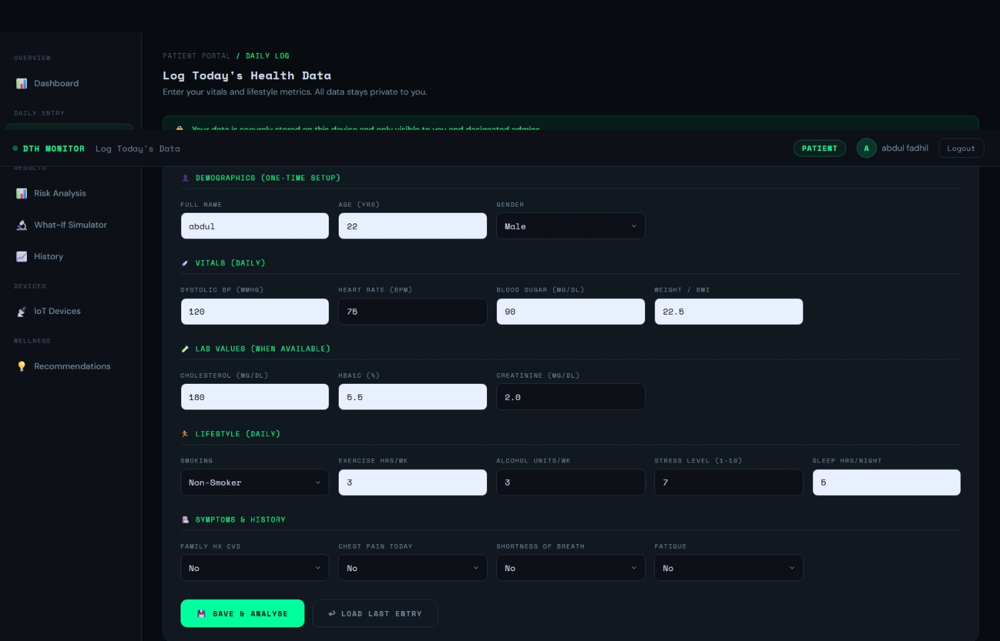 OVERVIEW
Dashboard
DAILY ENTRY
PATIENT PORTAL / DAILY LOG
Log Today's Health Data
Enter your vitals and lifestyle metrics. All data stays private to you.
Your data is securely stored on this device and only visible to you and designated admins.
DTH MONITOR Log Today's Data
PATIENT A abdul fadhil Logout
RESULTS
Risk Analysis
What-If Simulator
History
DEVICES
IoT Devices
WELLNESS
Recommendations
DEMOGRAPHICS (ONE-TIME SETUP)
FULL NAME AGE (YRS) GENDER
abdul 22 Male
VITALS (DAILY)
SYSTOLIC BP (MMHG) HEART RATE (BPM) BLOOD SUGAR (MG/DL) WEIGHT / BMI
120 75 90 22.5
LAB VALUES (WHEN AVAILABLE)
CHOLESTEROL (MG/DL) HBA1C (%) CREATININE (MG/DL)
180 5.5 2.0
LIFESTYLE (DAILY)
SMOKING EXERCISE HRS/WK ALCOHOL UNITS/WK STRESS LEVEL (1-10) SLEEP HRS/NIGHT
Non-Smoker 3 3 7 5
SYMPTOMS & HISTORY
FAMILY HX CVD CHEST PAIN TODAY SHORTNESS OF BREATH FATIGUE
No No No No
SAVE & ANALYSE LOAD LAST ENTRY